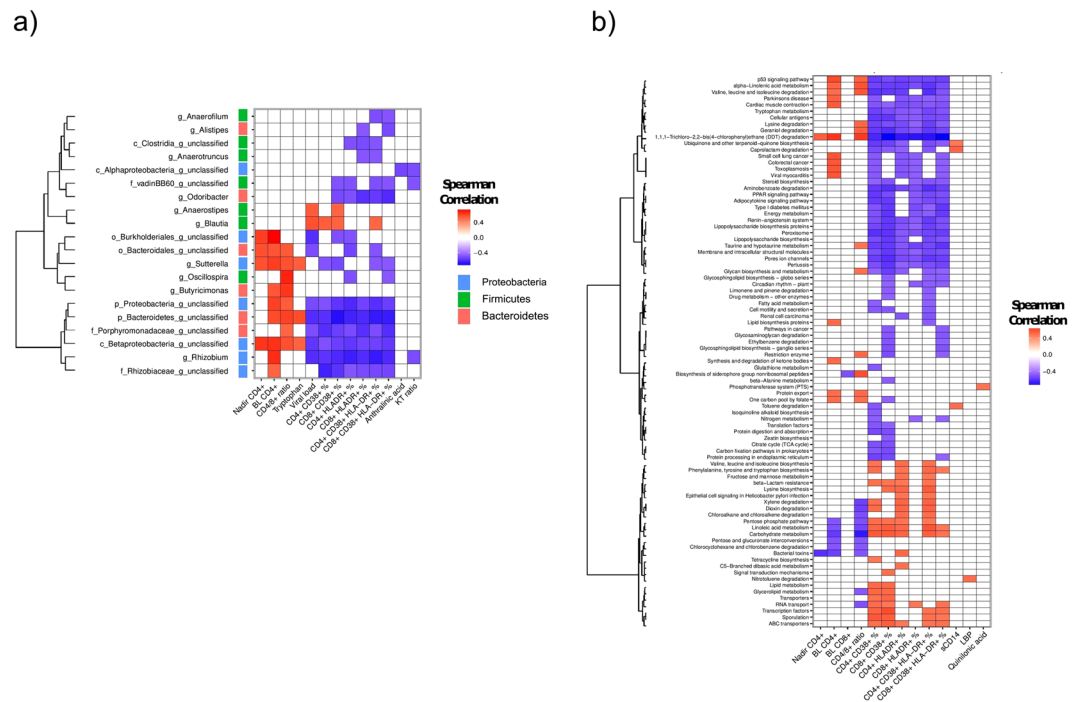 a)
g_Anaerofilum
g_Alistipes
c_Clostridia_g_unclassified
g_Anaerotruncus
c_Alphaproteobacteria_g_unclassified
f_vadinBB60_g_unclassified
g_Odoribacter
g_Anaerostipes
g_Blautia
o_Burkholderiales_g_unclassified
o_Bacteroidales_g_unclassified
g_Sutterella
g_Oscillospira
g_Butyricimonas
p_Proteobacteria_g_unclassified
p_Bacteroidetes_g_unclassified
f_Porphyromonadaceae_g_unclassified
c_Betaproteobacteria_g_unclassified
g_Rhizobium
f_Rhizobiaceae_g_unclassified
Nadir CD4+
BL CD4+
CD4/8+ ratio
Tryptophan
Viral load
CD4+ CD38+%
CD8+ CD38+%
CD4+ HLADR+ %
CD8+ HLADR+ %
CD4+ CD38+ HLA-DR+ %
CD8+ CD38+ HLA-DR+ %
Anthralinic acid
KT ratio
Spearman
Correlation
0.4
0.0
-0.4
Proteobacteria
Firmicutes
Bacteroidetes
b)
p53 signaling pathway
alpha-Linolenic acid metabolism
Valine, leucine and isoleucine degradation
Parkinsons disease
Cardiac muscle contraction
Tryptophan metabolism
Cellular antigens
Lysine degradation
Geraniol degradation
1,1,1-Trichloro-2,2-bis(4-chlorophenyl)ethane (DDT) degradation
Ubiquinone and other terpenoid-quinone biosynthesis
Caprolactam degradation
Small cell lung cancer
Colorectal cancer
Toxoplasmosis
Viral myocarditis
Steroid biosynthesis
Aminobenzoate degradation
PPAR signaling pathway
Adipocytokine signaling pathway
Type I diabetes mellitus
Energy metabolism
Renin-angiotensin system
Lipopolysaccharide biosynthesis proteins
Peroxisome
Lipopolysaccharide biosynthesis
Taurine and hypotaurine metabolism
Membrane and intracellular structural molecules
Pores ion channels
Pertussis
Glycan biosynthesis and metabolism
Glycosphingolipid biosynthesis - globo series
Circadian rhythm - plant
Limonene and pinene degradation
Drug metabolism - other enzymes
Fatty acid metabolism
Cell motility and secretion
Renal cell carcinoma
Lipid biosynthesis proteins
Pathways in cancer
Glycosaminoglycan degradation
Ethylbenzene degradation
Glycosphingolipid biosynthesis - ganglio series
Restriction enzyme
Synthesis and degradation of ketone bodies
Glutathione metabolism
Biosynthesis of siderophore group nonribosomal peptides
beta-Alanine metabolism
Phosphotransferase system (PTS)
Protein export
One carbon pool by folate
Toluene degradation
Isoquinoline alkaloid biosynthesis
Nitrogen metabolism
Translation factors
Protein digestion and absorption
Zeatin biosynthesis
Citrate cycle (TCA cycle)
Carbon fixation pathways in prokaryotes
Protein processing in endoplasmic reticulum
Valine, leucine and isoleucine biosynthesis
Phenylalanine, tyrosine and tryptophan biosynthesis
Fructose and mannose metabolism
beta-Lactam resistance
Lysine biosynthesis
Epithelial cell signaling in Helicobacter pylori infection
Xylene degradation
Dioxin degradation
Chloroalkane and chloroalkene degradation
Pentose phosphate pathway
Linoleic acid metabolism
Carbohydrate metabolism
Pentose and glucuronate interconversions
Chlorocyclohexane and chlorobenzene degradation
Bacterial toxins
Tetracycline biosynthesis
C5-Branched dibasic acid metabolism
Signal transduction mechanisms
Nitrotoluene degradation
Lipid metabolism
Glycerolipid metabolism
Transporters
RNA transport
Transcription factors
Sporulation
ABC transporters
Nadir CD4+
BL CD4+
BL CD8+
CD4/8+ ratio
CD4+ CD38+ %
CD8+ CD38+ %
CD4+ HLADR+ %
CD8+ HLADR+ %
CD4+ CD38+ HLA-DR+ %
CD8+ CD38+ HLA-DR+ %
sCD14
LBP
Quinilonic acid
Spearman
Correlation
0.4
0.0
-0.4